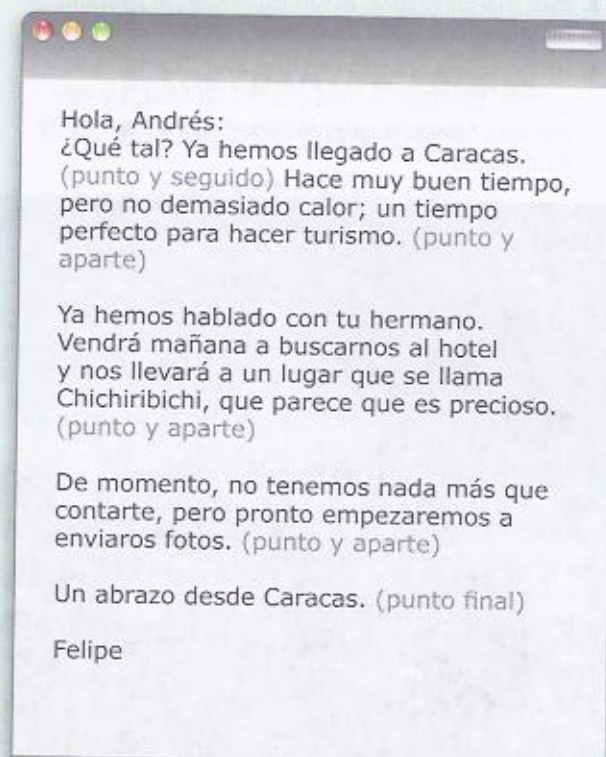 Hola, Andrés:
¿Qué tal? Ya hemos llegado a Caracas.
(punto y seguido) Hace muy buen tiempo,
pero no demasiado calor; un tiempo
perfecto para hacer turismo. (punto y
aparte)
Ya hemos hablado con tu hermano.
Vendrá mañana a buscarnos al hotel
y nos llevará a un lugar que se llama
Chichiribichi, que parece que es precioso.
(punto y aparte)
De momento, no tenemos nada más que
contarte, pero pronto empezaremos a
enviaros fotos. (punto y aparte)
Un abrazo desde Caracas. (punto final)
Felipe